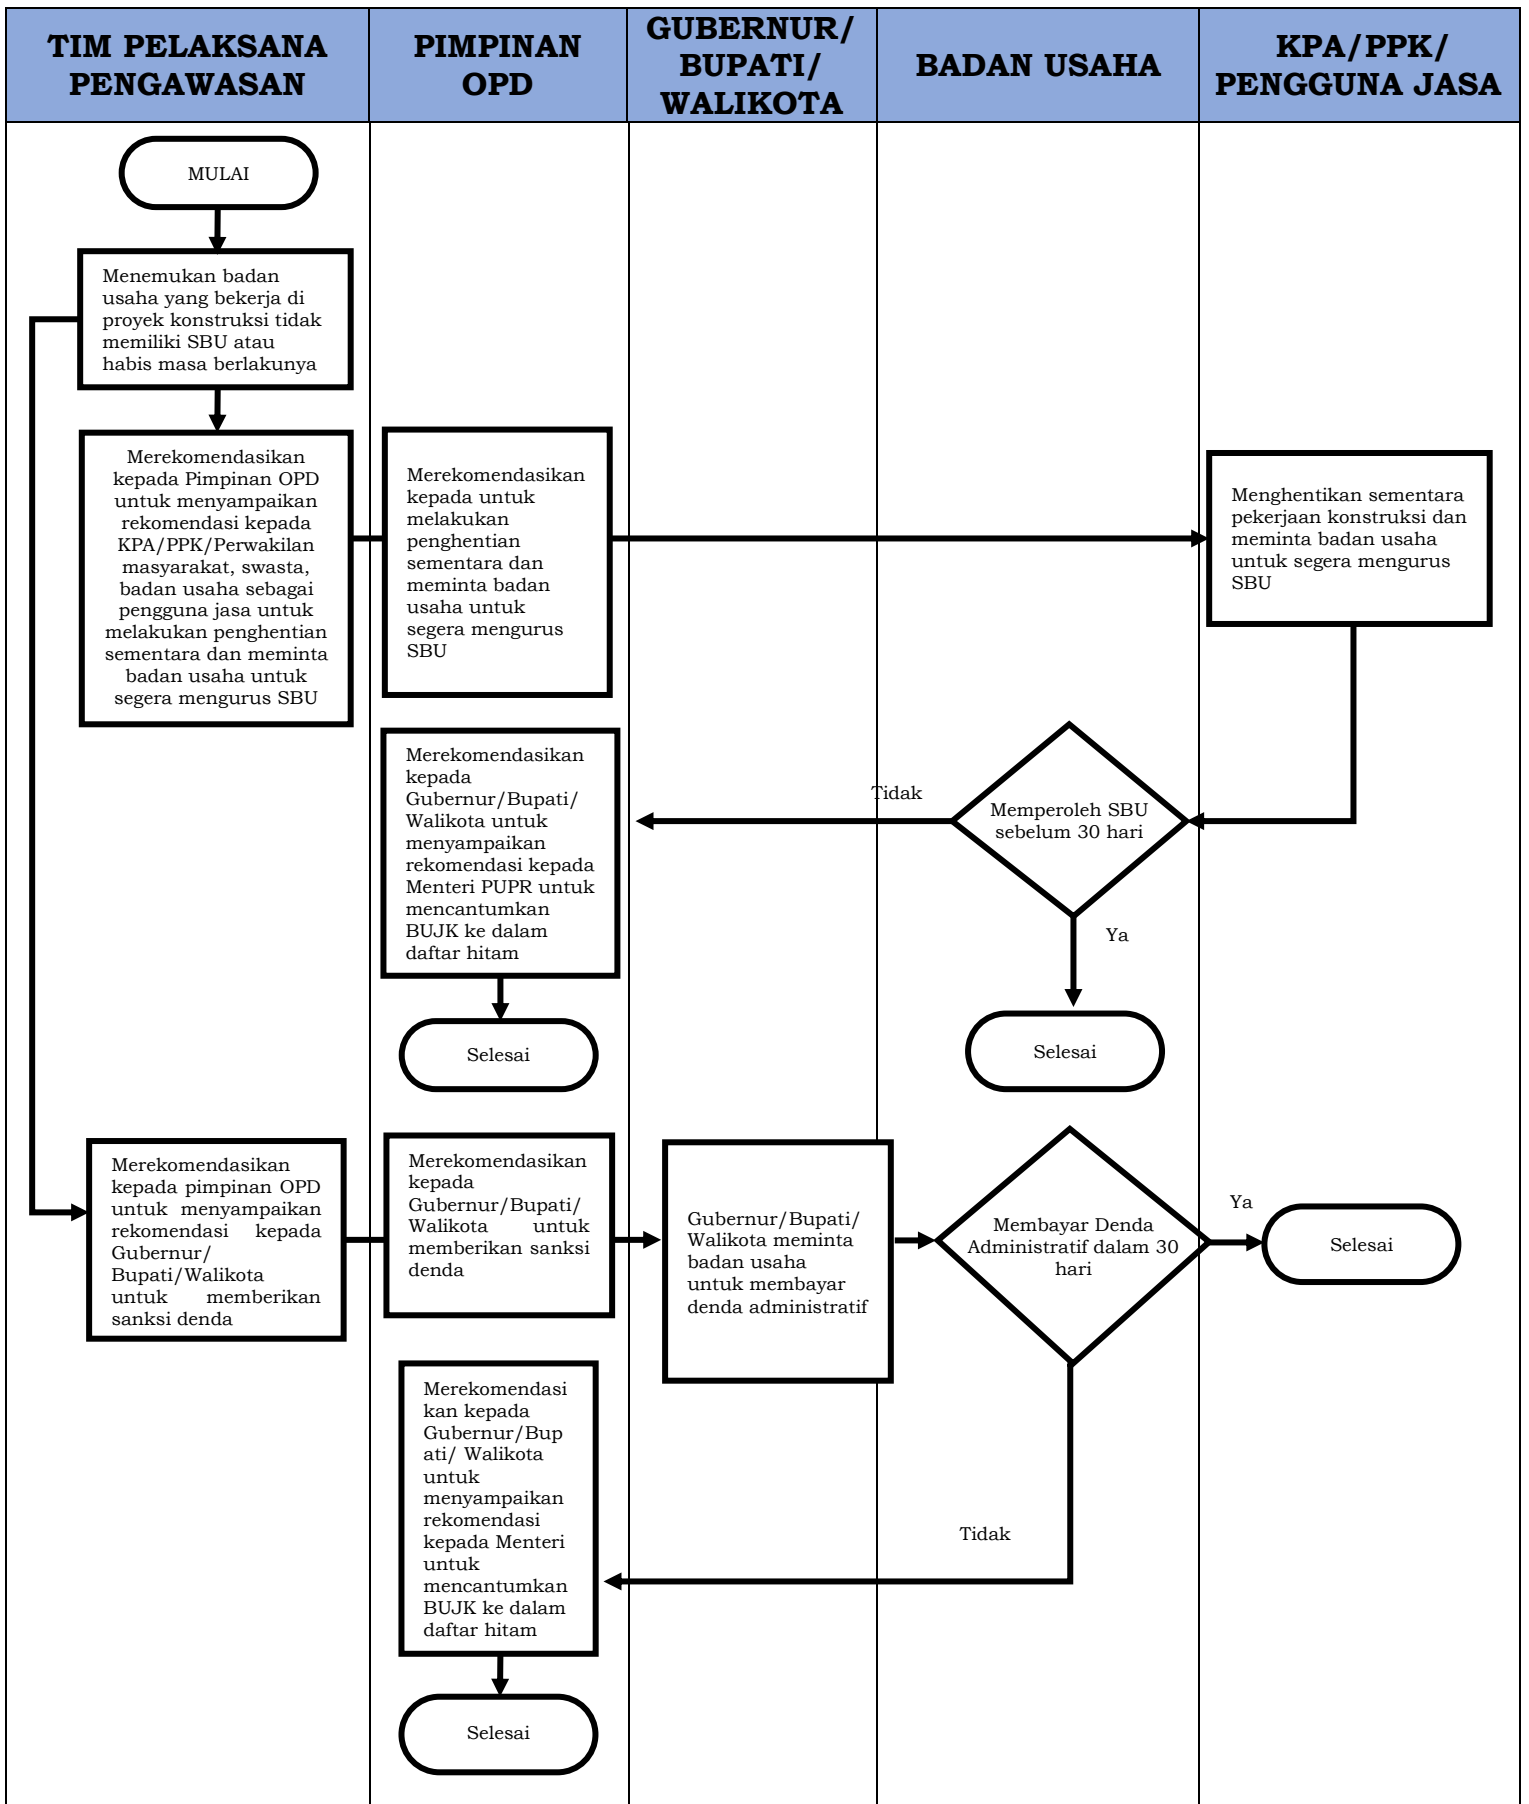 TIM PELAKSANA
PENGAWASAN
PIMPINAN
OPD
GUBERNUR/
BUPATI/
WALIKOTA
BADAN USAHA
KPA/PPK/
PENGGUNA JASA
MULAI
Menemukan badan
usaha yang bekerja di
proyek konstruksi tidak
memiliki SBU atau
habis masa berlakunya
Merekomendasikan
kepada Pimpinan OPD
untuk menyampaikan
rekomendasi kepada
KPA/PPK/Perwakilan
masyarakat, swasta,
badan usaha sebagai
pengguna jasa untuk
melakukan penghentian
sementara dan meminta
badan usaha untuk
segera mengurus SBU
Merekomendasikan
kepada untuk
melakukan
penghentian
sementara dan
meminta badan
usaha untuk
segera mengurus
SBU
Menghentikan sementara
pekerjaan konstruksi dan
meminta badan usaha
untuk segera mengurus
SBU
Merekomendasikan
kepada
Gubernur/Bupati/
Walikota untuk
menyampaikan
rekomendasi kepada
Menteri PUPR untuk
mencantumkan
BUJK ke dalam
daftar hitam
Tidak
Memperoleh SBU
sebelum 30 hari
Ya
Selesai
Selesai
Merekomendasikan
kepada pimpinan OPD
untuk menyampaikan
rekomendasi kepada
Gubernur/
Bupati/Walikota
untuk memberikan
sanksi denda
Merekomendasikan
kepada
Gubernur/Bupati/
Walikota untuk
memberikan sanksi
denda
Gubernur/Bupati/
Walikota meminta
badan usaha
untuk membayar
denda administratif
Membayar Denda
Administratif dalam 30
hari
Ya
Selesai
Merekomendasi
kan kepada
Gubernur/Bup
ati/ Walikota
untuk
menyampaikan
rekomendasi
kepada Menteri
untuk
mencantumkan
BUJK ke dalam
daftar hitam
Tidak
Selesai